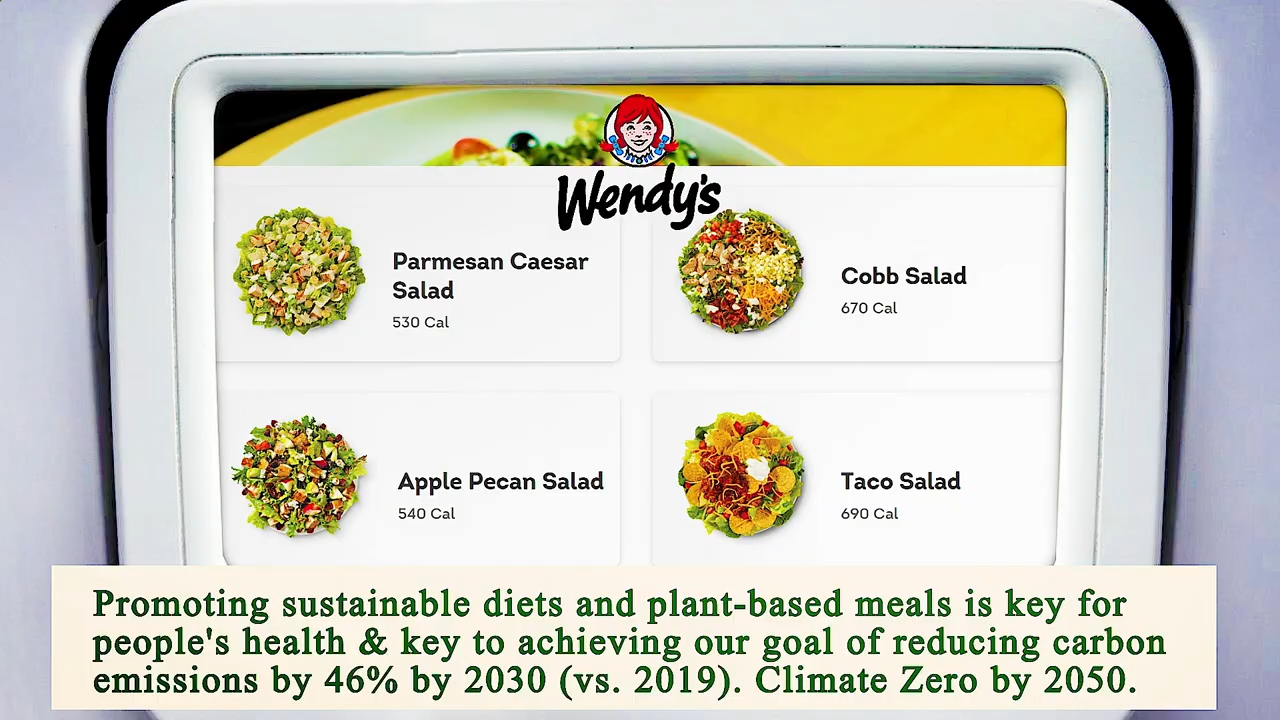 Wendy's
Parmesan Caesar
Salad
530 Cal
Cobb Salad
670 Cal
Apple Pecan Salad
540 Cal
Taco Salad
690 Cal
Promoting sustainable diets and plant-based meals is key for
people's health & key to achieving our goal of reducing carbon
emissions by 46% by 2030 (vs. 2019). Climate Zero by 2050.